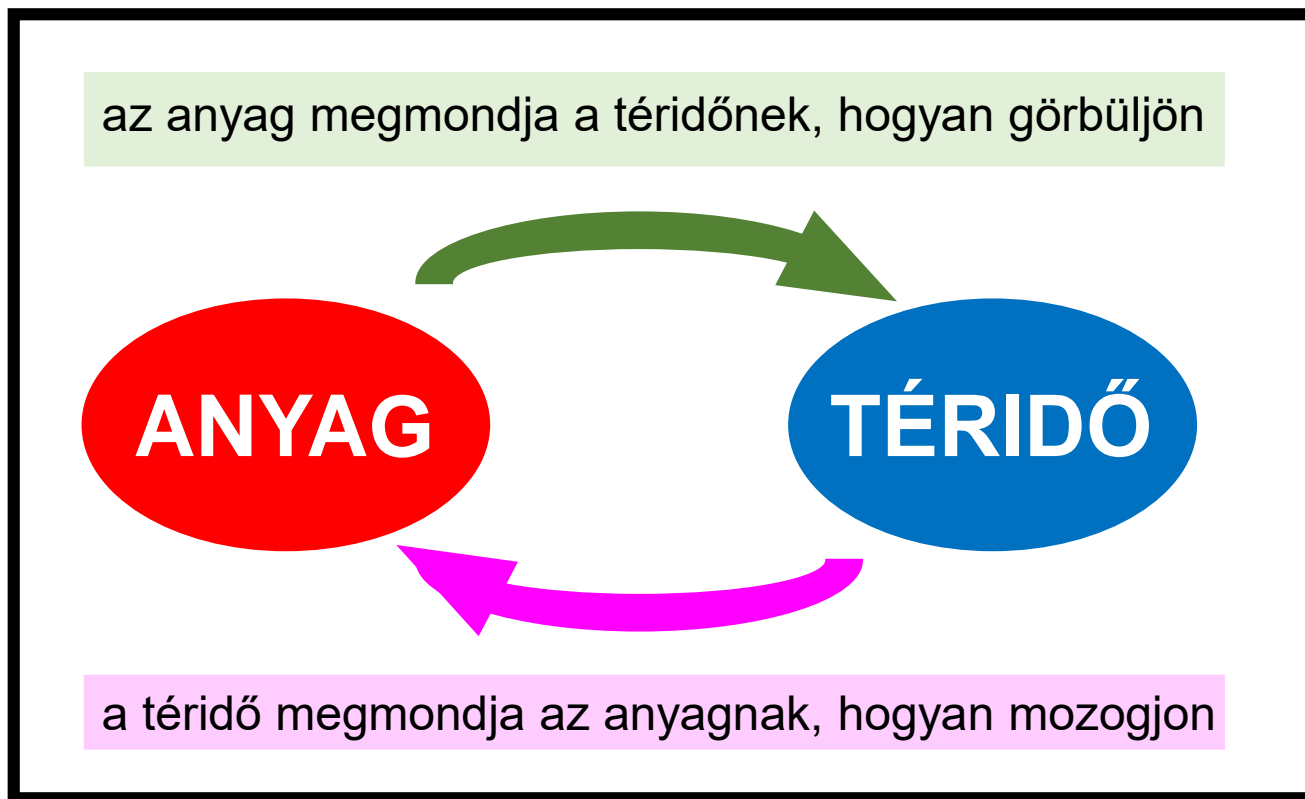 az anyag megmondja a téridőnek, hogyan görbüljön
ANYAG
TÉRIDŐ
a téridő megmondja az anyagnak, hogyan mozogjon